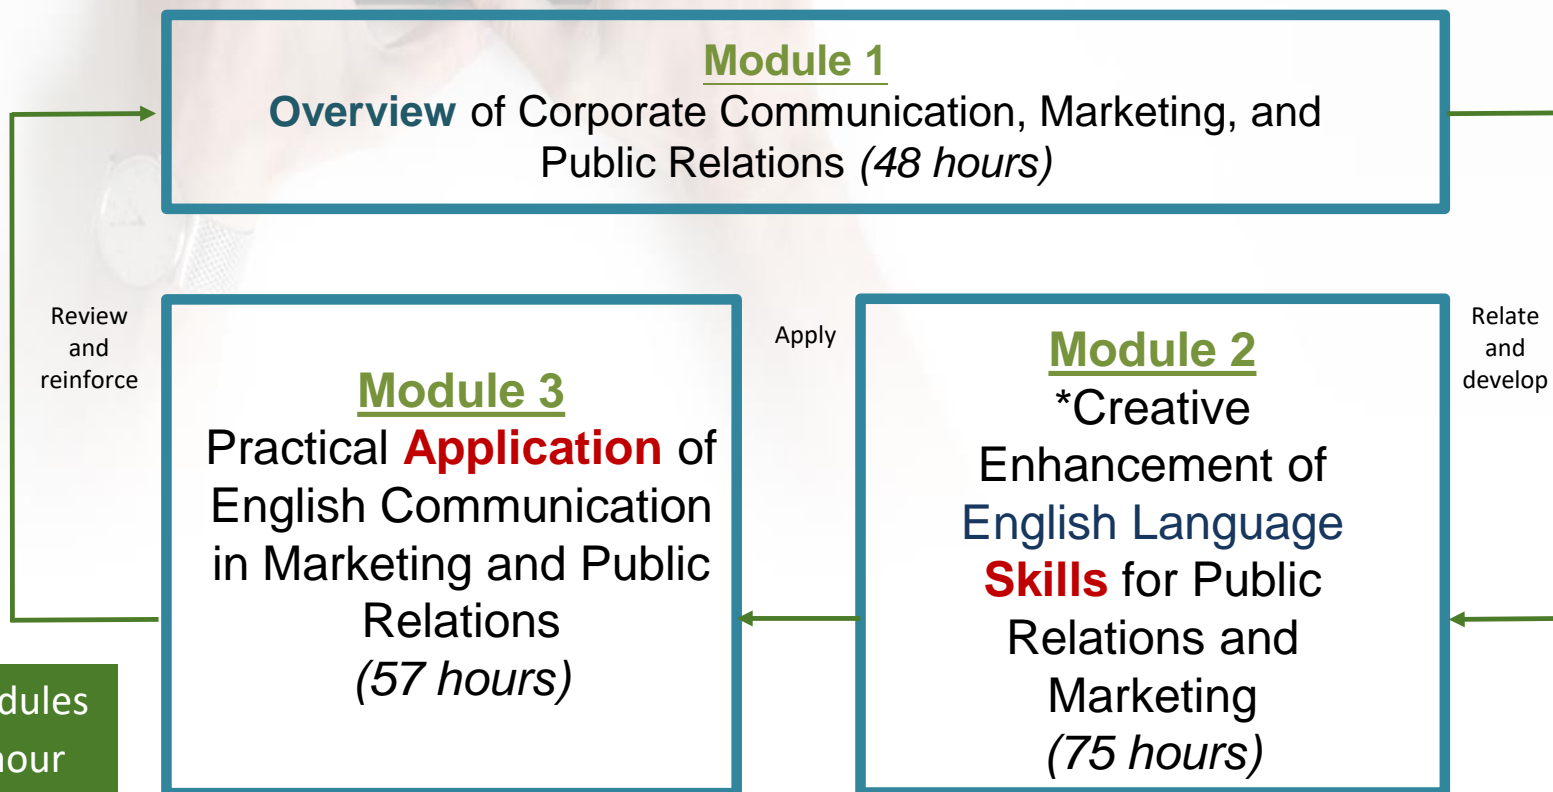 Module 1
Overview of Corporate Communication, Marketing, and
Public Relations (48 hours)
Review
and
reinforce
Module 3
Practical Application of
English Communication
in Marketing and Public
Relations
(57 hours)
Apply
Module 2
*Creative
Enhancement of
English Language
Skills for Public
Relations and
Marketing
(75 hours)
Relate
and
develop
dules
hour